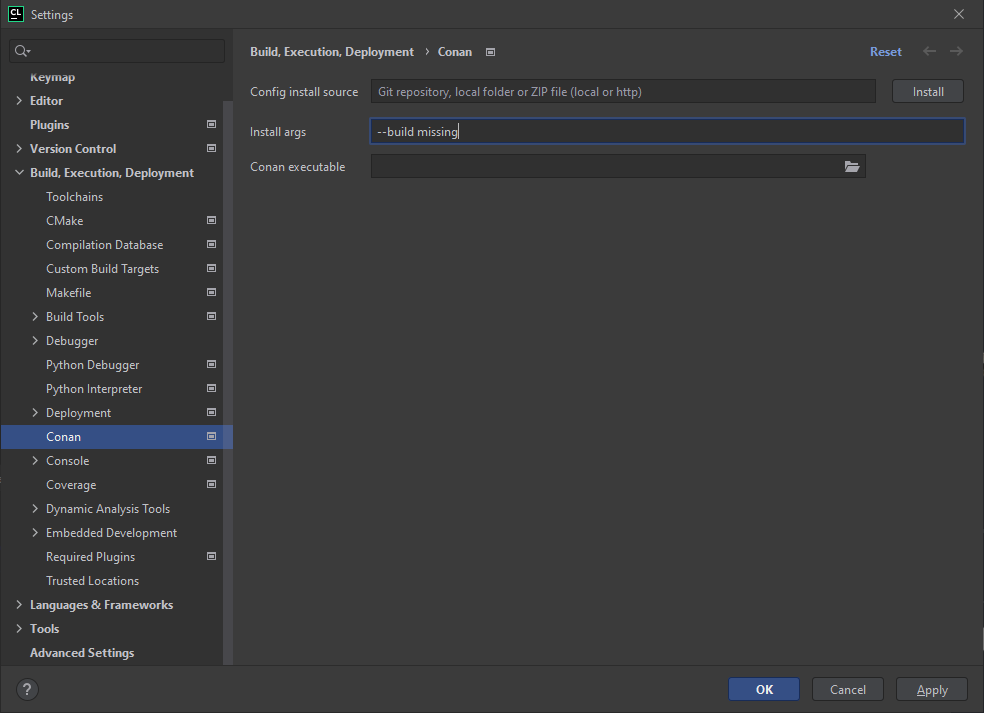 CL Settings
Keymap
Editor
Plugins
Version Control
Build, Execution, Deployment
Toolchains
CMake
Compilation Database
Custom Build Targets
Makefile
Build Tools
Debugger
Python Debugger
Python Interpreter
Deployment
Conan
Console
Coverage
Dynamic Analysis Tools
Embedded Development
Required Plugins
Trusted Locations
Languages & Frameworks
Tools
Advanced Settings
Build, Execution, Deployment › Conan
Reset
Config install source
Git repository, local folder or ZIP file (local or http)
Install
Install args
--build missing
Conan executable
?
OK
Cancel
Apply